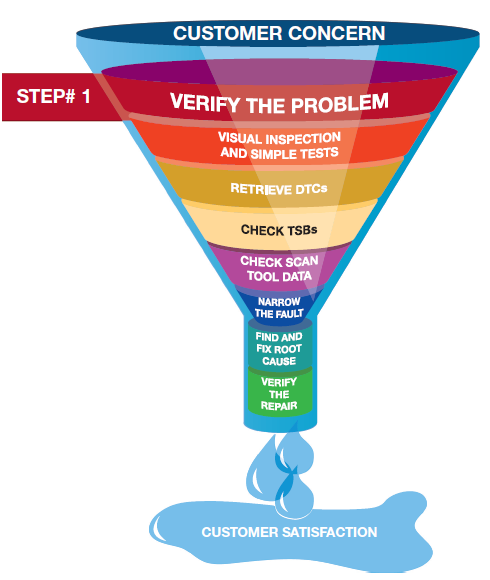 CUSTOMER CONCERN
STEP# 1
VERIFY THE PROBLEM
VISUAL INSPECTION
AND SIMPLE TESTS
RETRIEVE DTCs
CHECK TSBs
CHECK SCAN
TOOL DATA
NARROW
THE FAULT
FIND AND
FIX ROOT
CAUSE
VERIFY
THE
REPAIR
CUSTOMER SATISFACTION